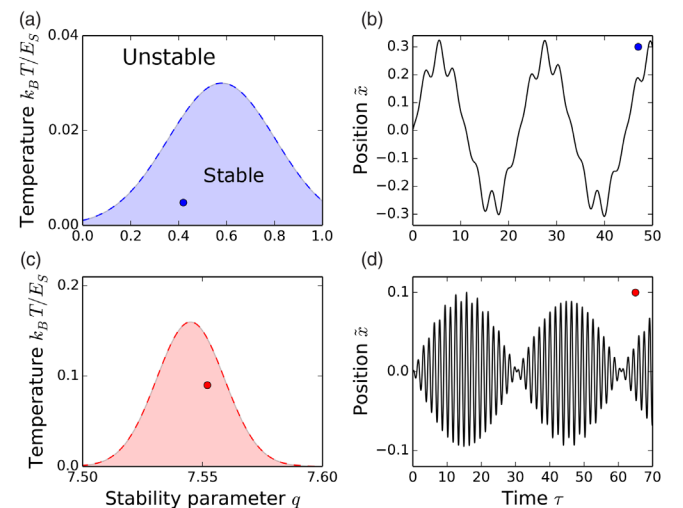 (a)
Temperature k_B T/E_S
0.04
0.02
0.00
Unstable
Stable
0.0 0.2 0.4 0.6 0.8 1.0
(b)
Position x̃
0.3
0.2
0.1
0.0
−0.1
−0.2
−0.3
0 10 20 30 40 50
(c)
Temperature k_B T/E_S
0.2
0.1
0.0
7.50 7.55 7.60
Stability parameter q
(d)
Position x̃
0.1
0.0
−0.1
0 10 20 30 40 50 60 70
Time τ